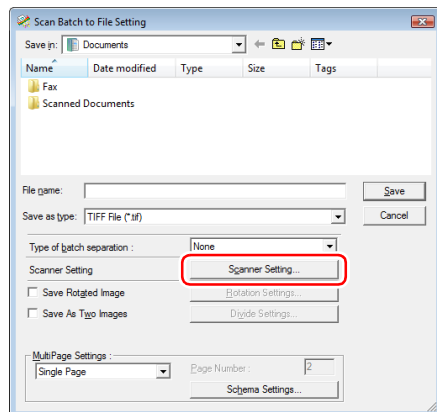 Scan Batch to File Setting
Save in: Documents
Name Date modified Type Size Tags
Fax
Scanned Documents
File name: Save
Save as type: TIFF File (*.tif) Cancel
Type of batch separation : None
Scanner Setting Scanner Setting...
Save Rotated Image Rotation Settings...
Save As Two Images Divide Settings...
MultiPage Settings :
Single Page Page Number : 2
Schema Settings...